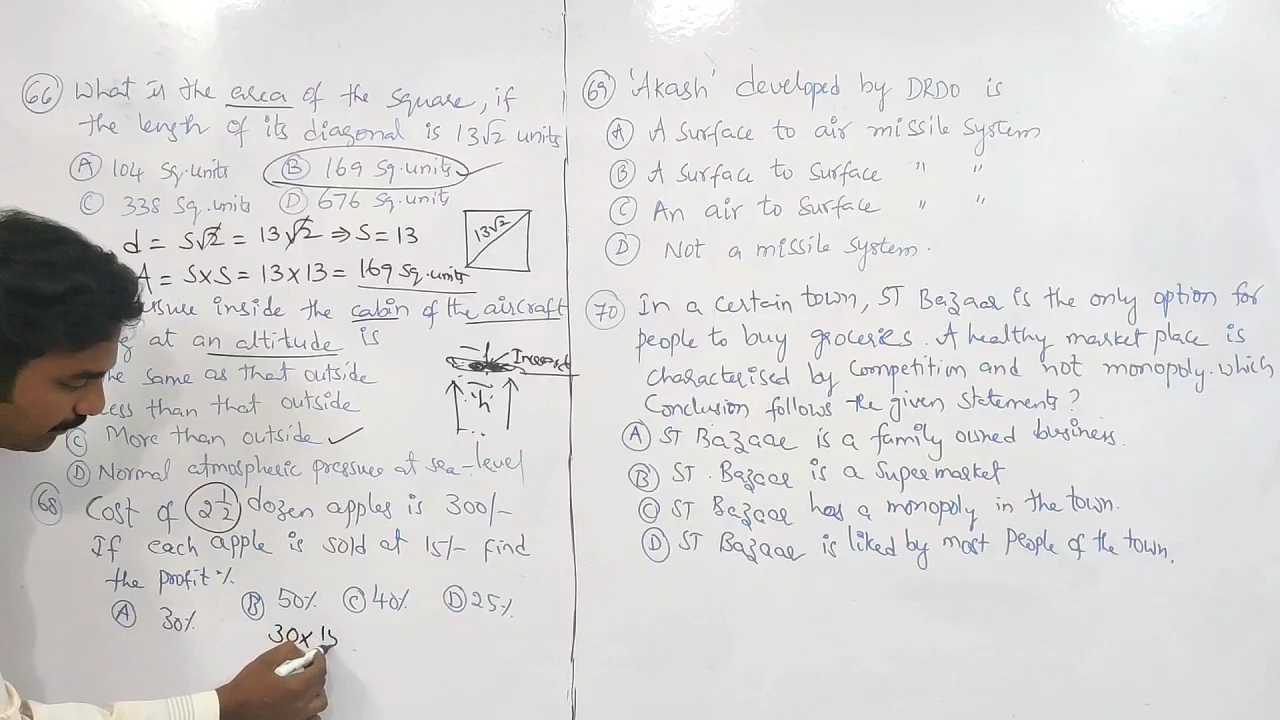 66 What is the area of the square, if
the length of its diagonal is 13√2 units
A 104 Sq.units B 169 Sq.units
C 338 Sq.units D 676 Sq.units
d = S√2 = 13√2 ⇒ S = 13
13√2
A = S×S = 13×13 = 169 Sq.units
inside the cabin of the aircraft
at an altitude is
same as that outside
than that outside
C More than outside ✓
D Normal atmospheric pressure at sea-level
'h'
68 Cost of 2 1/2 dozen apples is 300/-
If each apple is sold at 15/- find
the profit %
A 30% B 50% C 40% D 25%
30 × 15
69 'Akash' developed by DRDO is
A A Surface to air missile System
B A Surface to Surface " "
C An air to Surface " "
D Not a missile System.
70 In a certain town, ST Bazaar is the only option for
people to buy groceries. A healthy market place is
characterised by Competition and not monopoly. which
Conclusion follows the given Statements?
A ST Bazaar is a family owned business.
B ST. Bazaar is a Supermarket
C ST Bazaar has a monopoly in the town.
D ST Bazaar is liked by most People of the town.